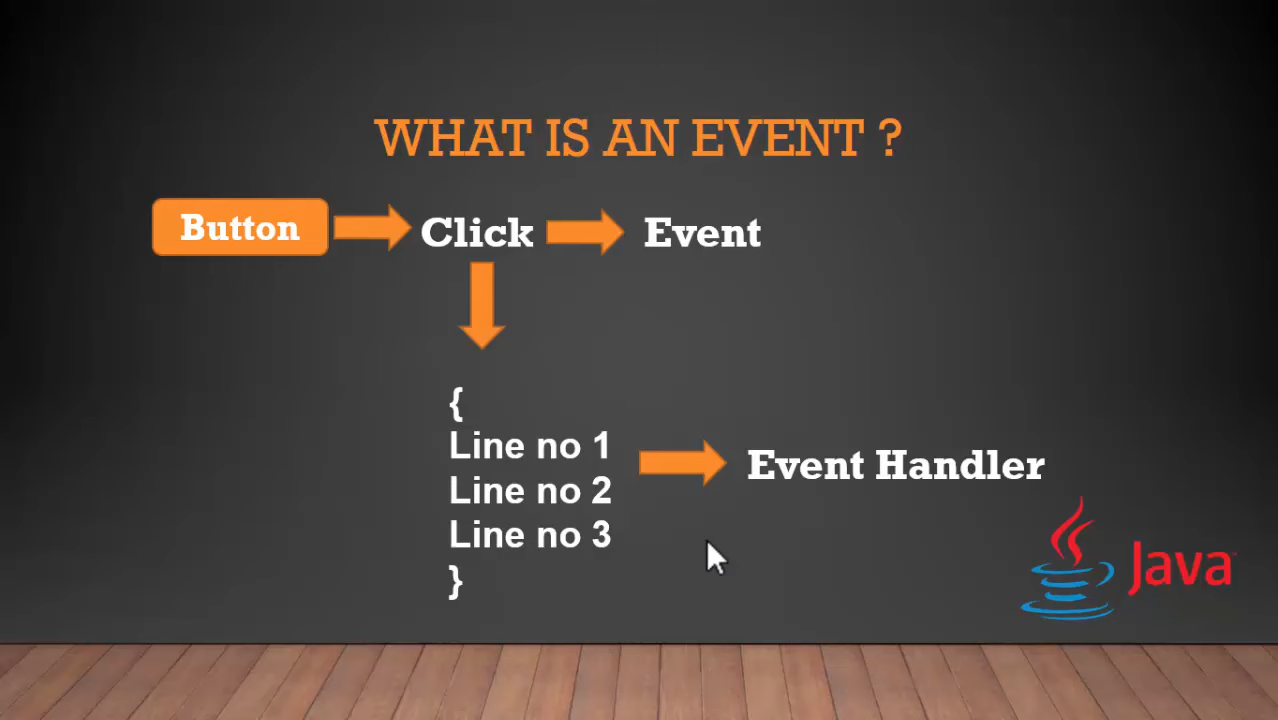 WHAT IS AN EVENT ?
Button
Click
Event
{
Line no 1
Line no 2
Line no 3
}
Event Handler
Java